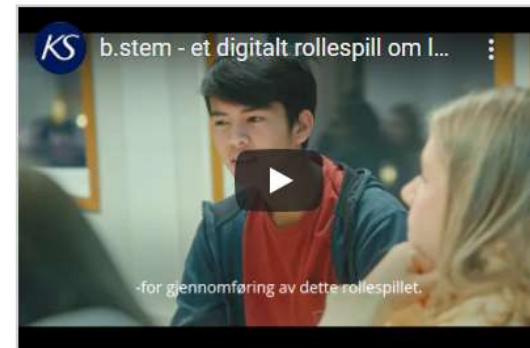 KS b.stem - et digitalt rollespill om l...
-for gjennomføring av dette rollespillet.